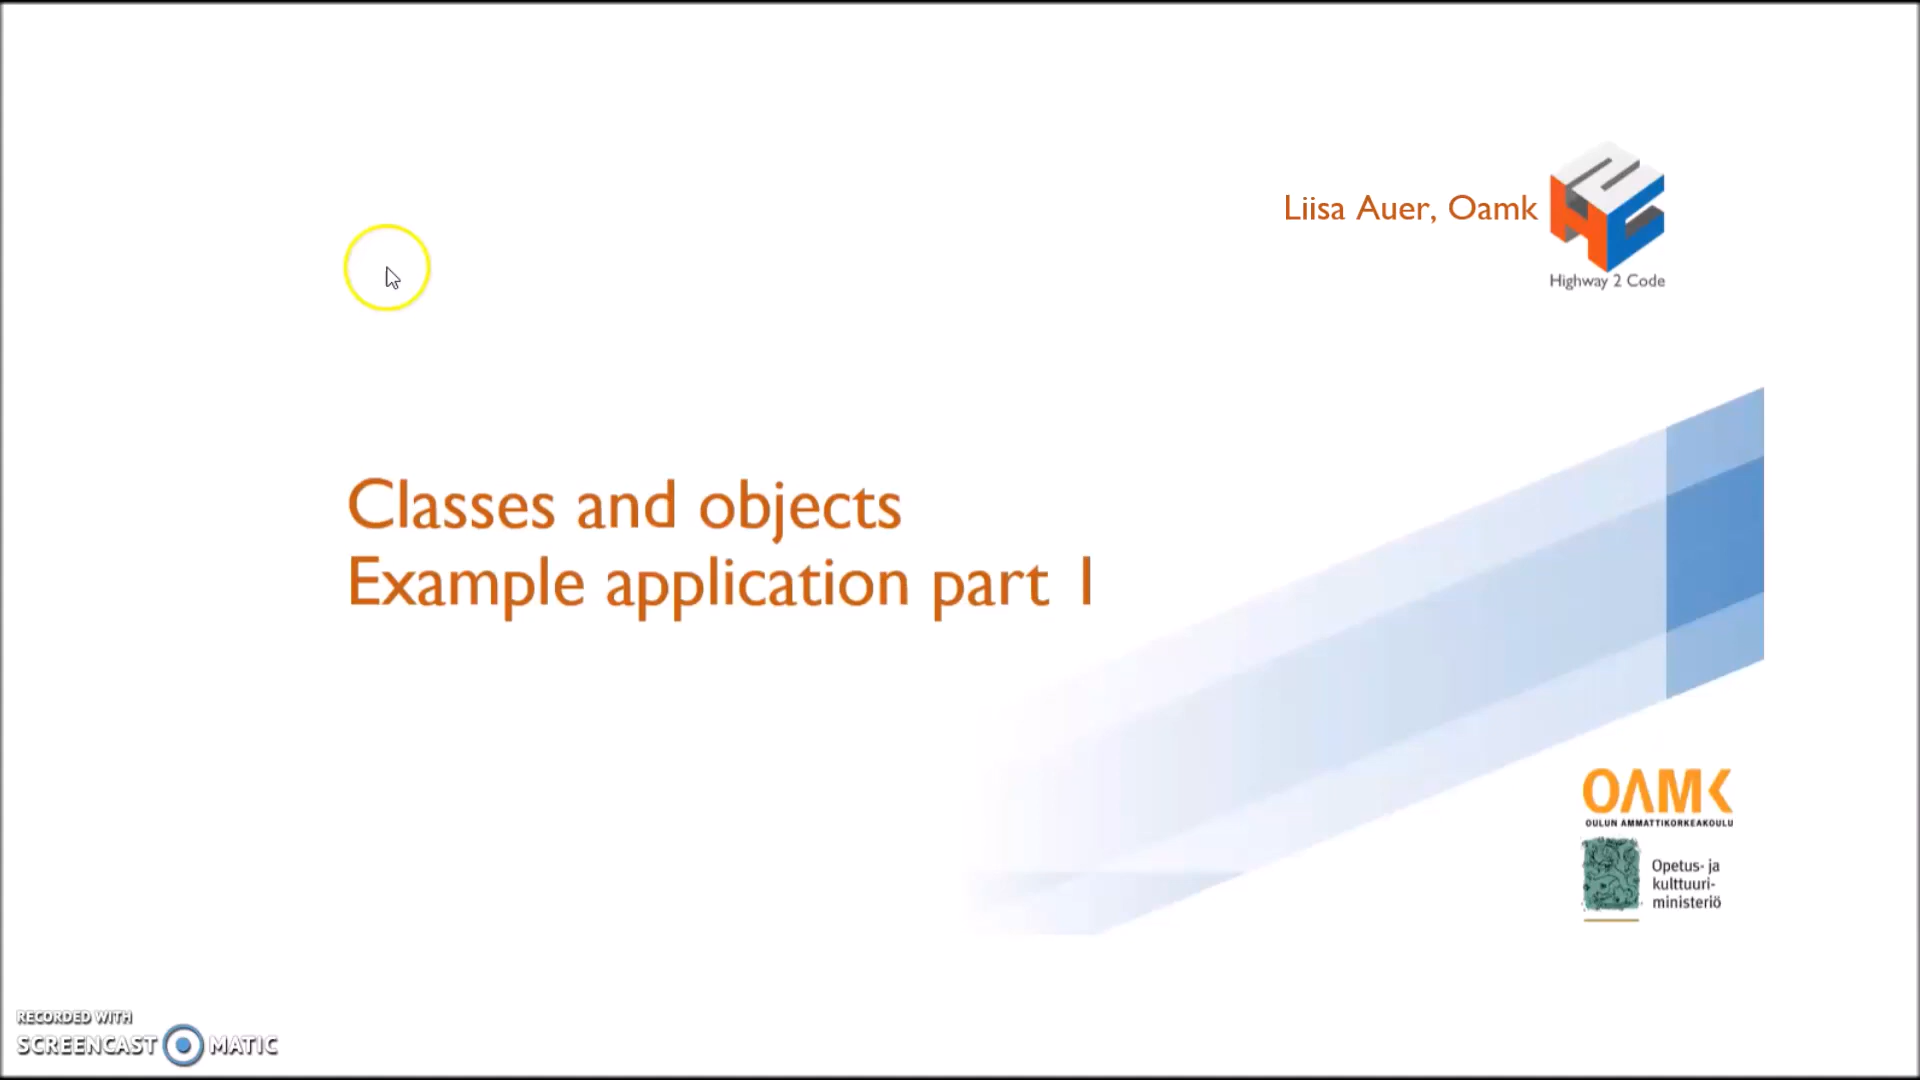 Liisa Auer, Oamk
Highway 2 Code
Classes and objects
Example application part 1
OAMK
OULUN AMMATTIKORKEAKOULU
Opetus- ja
kulttuuri-
ministeriö
RECORDED WITH
SCREENCAST MATIC